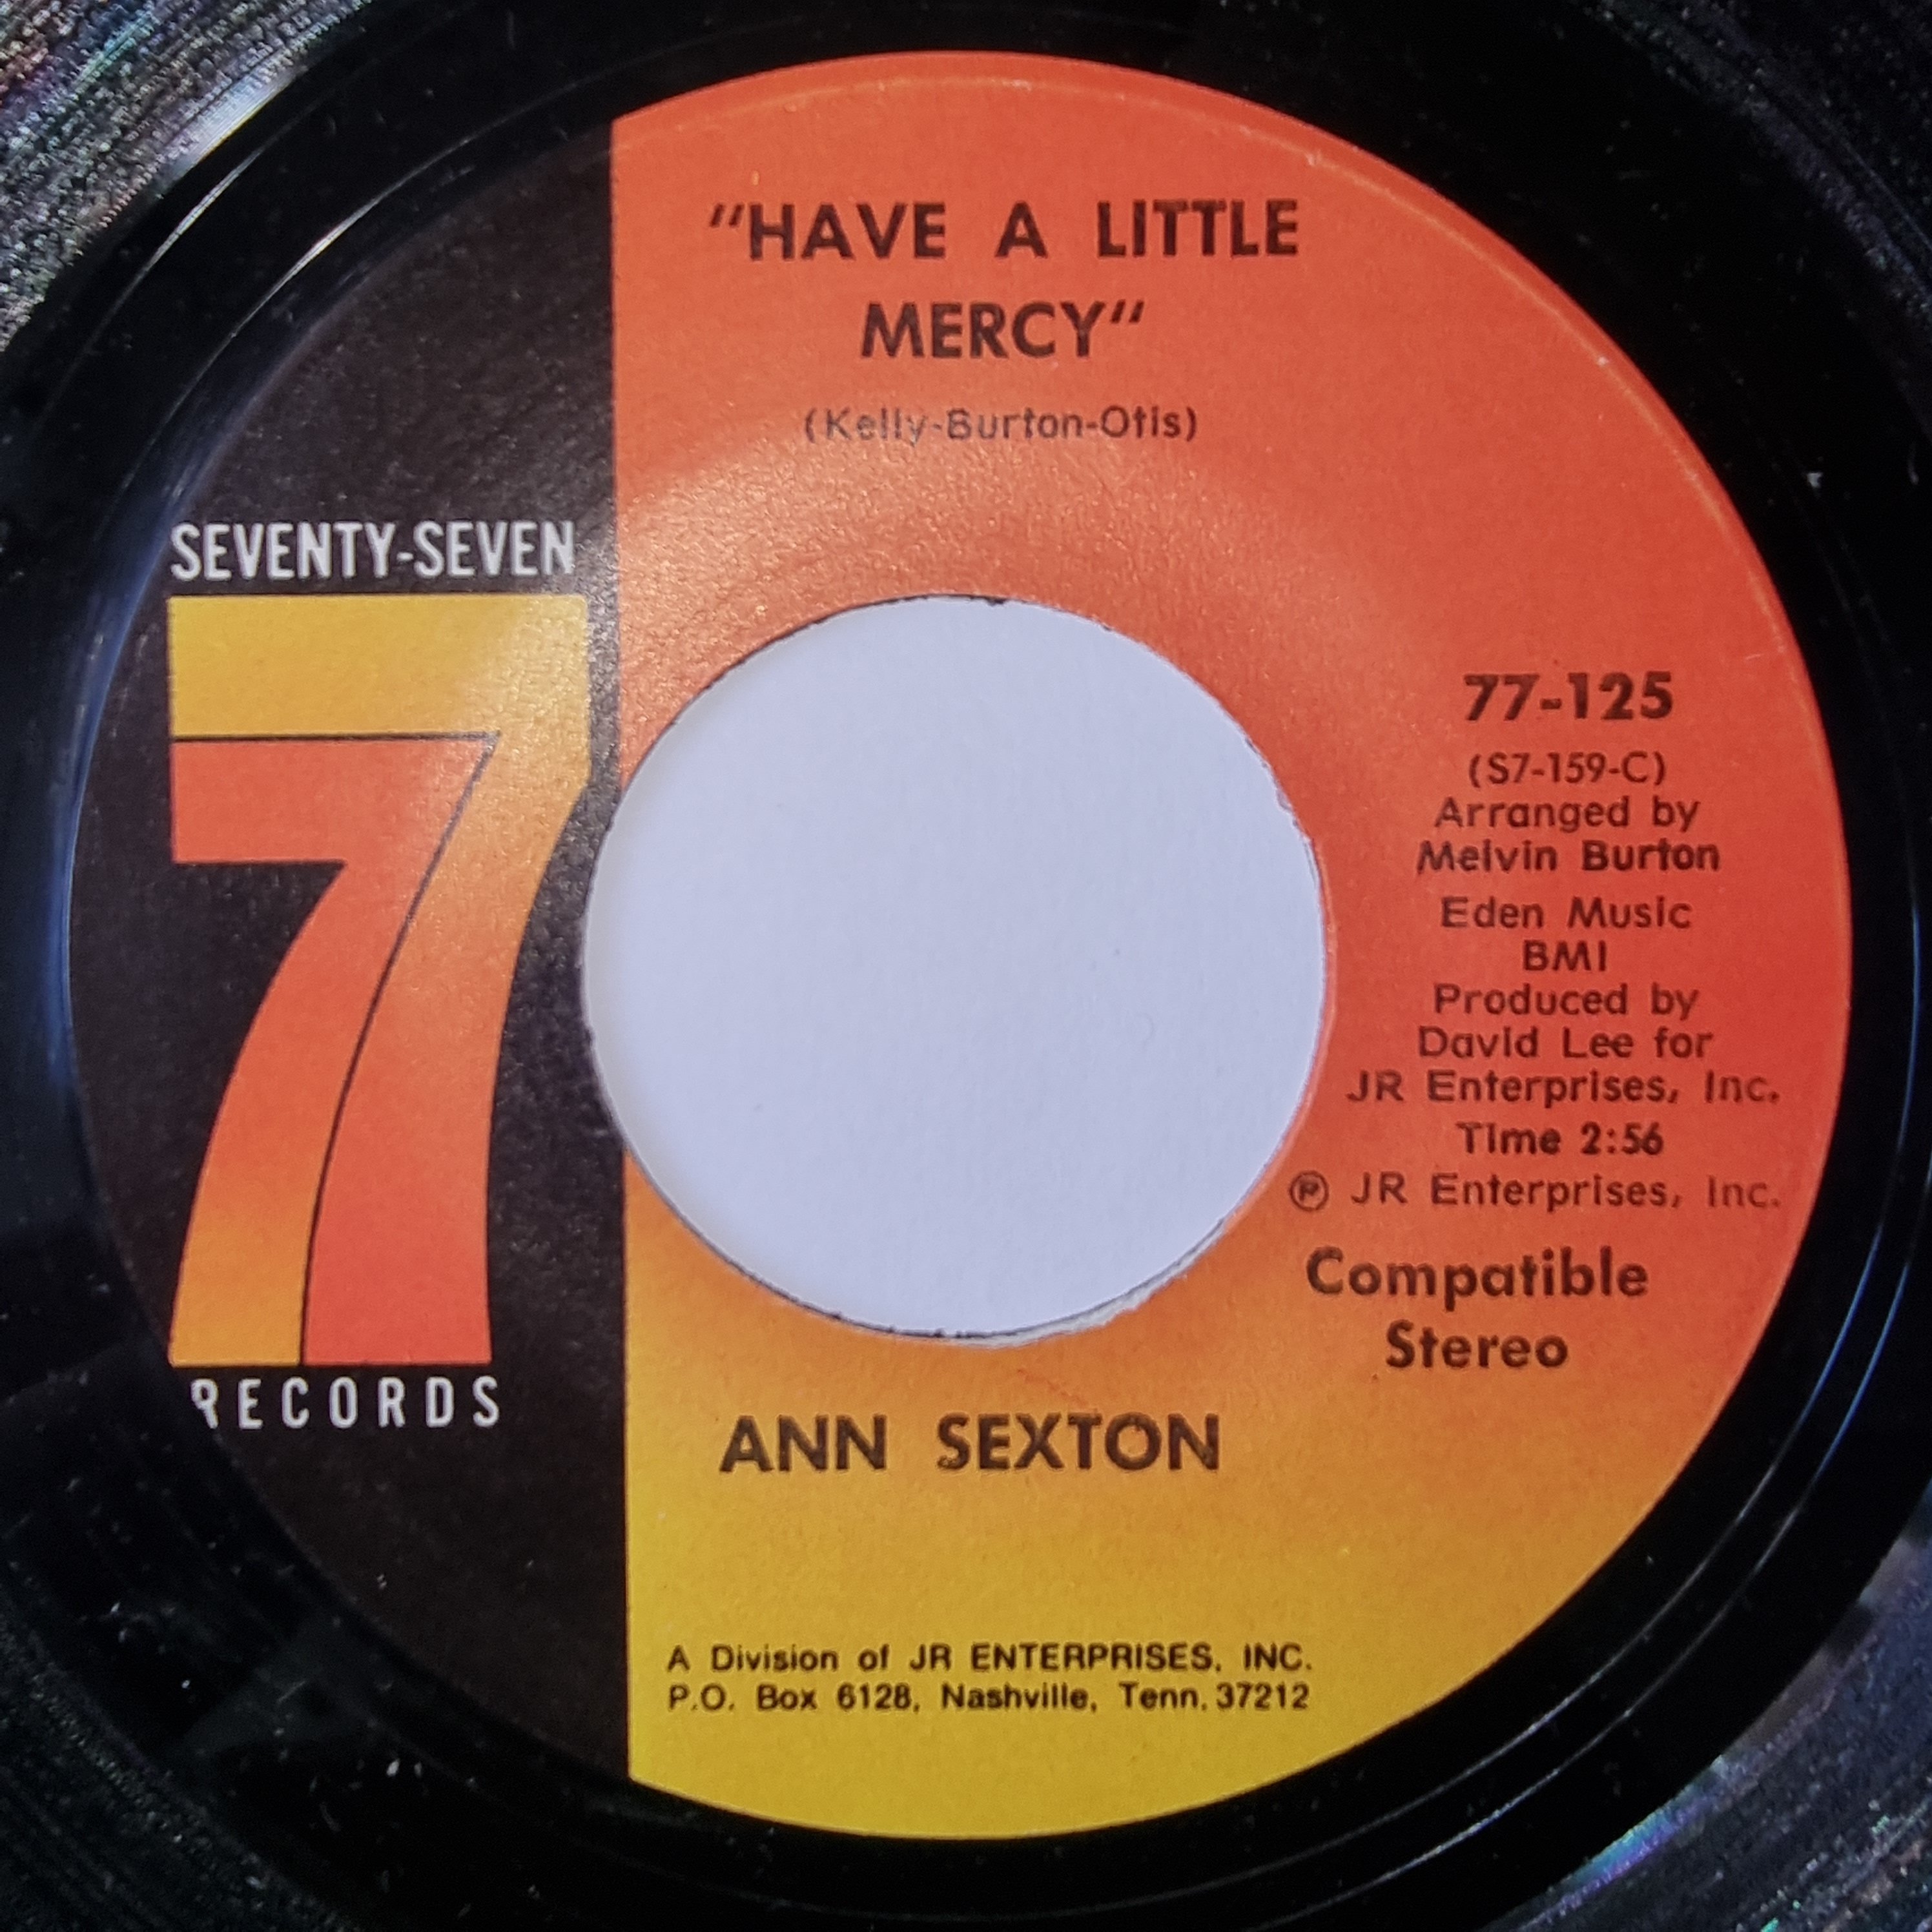 "HAVE A LITTLE
MERCY"
(Kelly-Burton-Otis)
SEVENTY-SEVEN
7
RECORDS
77-125
(S7-159-C)
Arranged by
Melvin Burton
Eden Music
BMI
Produced by
David Lee for
JR Enterprises, Inc.
Time 2:56
℗ JR Enterprises, Inc.
Compatible
Stereo
ANN SEXTON
A Division of JR ENTERPRISES, INC.
P.O. Box 6128, Nashville, Tenn. 37212